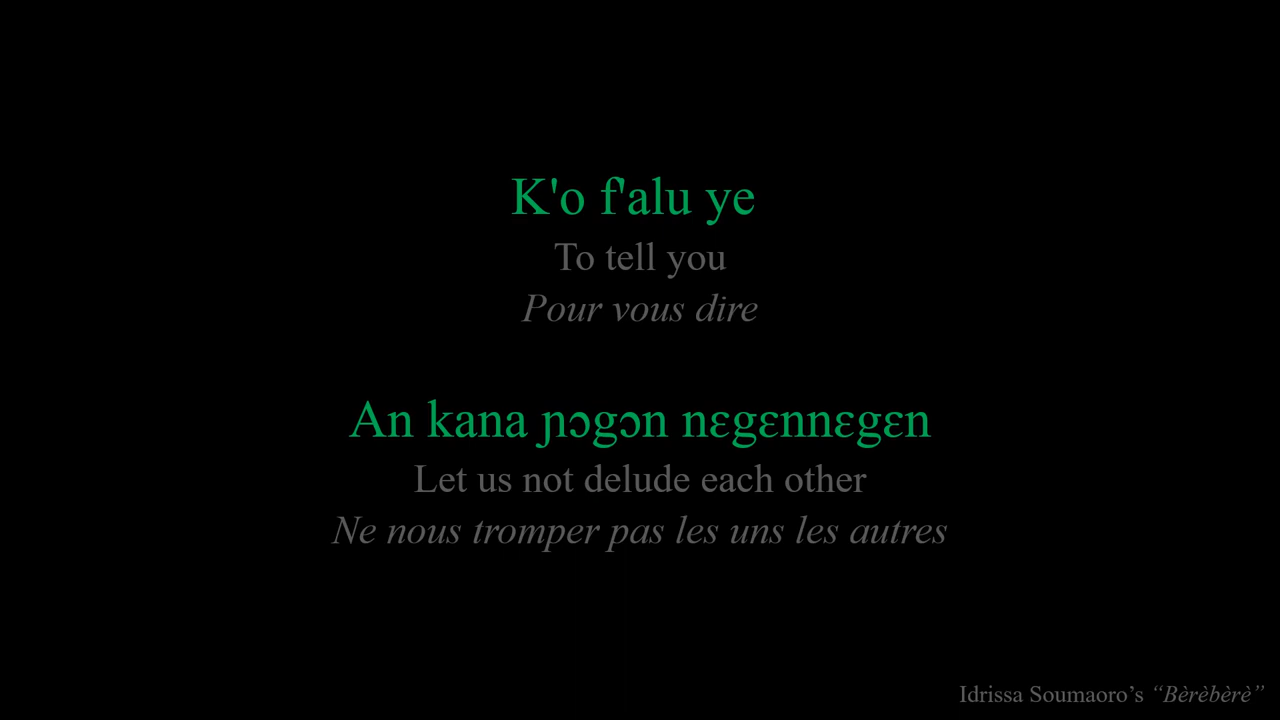 K'o f'alu ye
To tell you
Pour vous dire
An kana ɲɔgɔn nɛgɛnnɛgɛn
Let us not delude each other
Ne nous tromper pas les uns les autres
Idrissa Soumaoro’s “Bèrèbèrè”